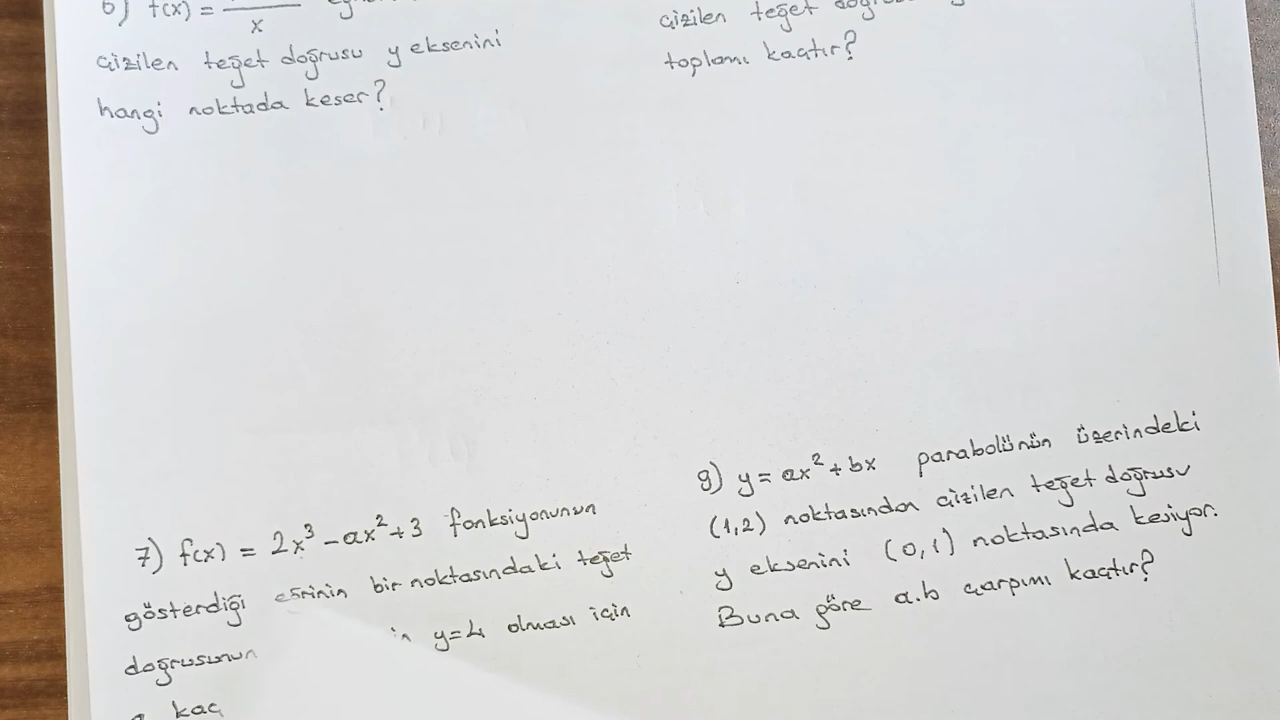 6) f(x) = x
çizilen teğet doğrusu y eksenini
hangi noktada keser?
çizilen teğet
toplamı kaçtır?
7) f(x) = 2x³-ax²+3 fonksiyonunun
gösterdiği eğrinin bir noktasındaki teğet
doğrusunun y=4 olması için
kaç
9) y=ax²+bx parabolünün üzerindeki
(1,2) noktasından çizilen teğet doğrusu
y eksenini (0,1) noktasında kesiyor.
Buna göre a.b çarpımı kaçtır?